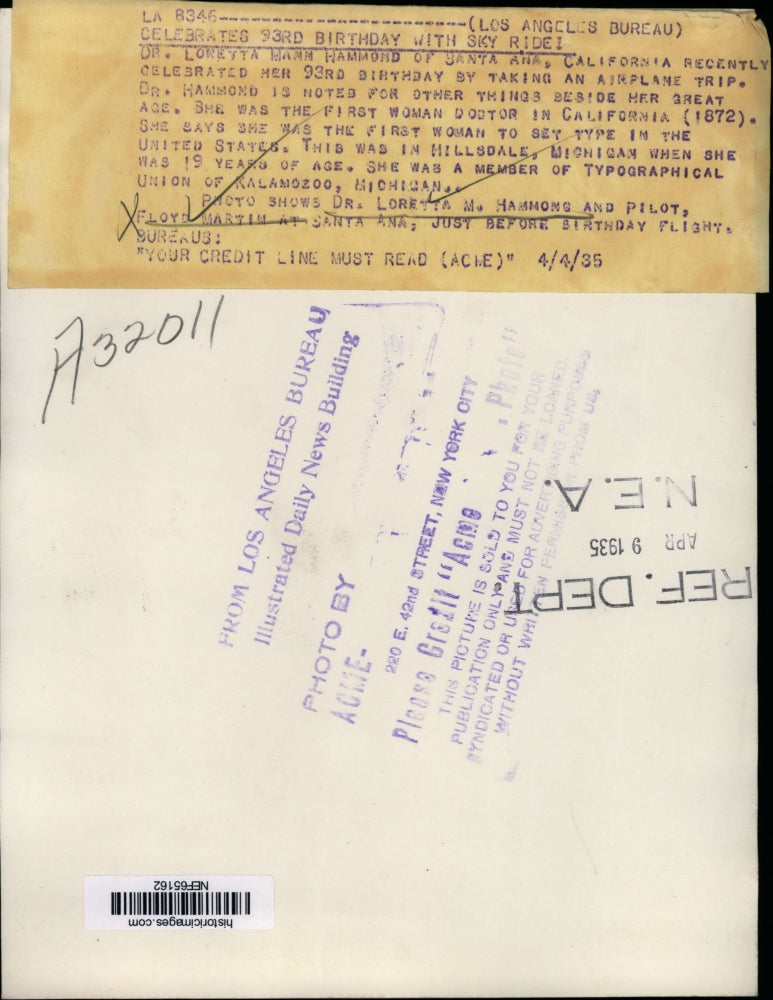 LA 8346-----------------------(LOS ANGELES BUREAU)
CELEBRATES 93RD BIRTHDAY WITH SKY RIDE!
DR. LORETTA MANN HAMMOND OF SANTA ANA, CALIFORNIA RECENTLY
CELEBRATED HER 93RD BIRTHDAY BY TAKING AN AIRPLANE TRIP.
DR. HAMMOND IS NOTED FOR OTHER THINGS BESIDE HER GREAT
AGE. SHE WAS THE FIRST WOMAN DOCTOR IN CALIFORNIA (1872).
SHE SAYS SHE WAS THE FIRST WOMAN TO SET TYPE IN THE
UNITED STATES. THIS WAS IN HILLSDALE, MICHIGAN WHEN SHE
WAS 19 YEARS OF AGE. SHE WAS A MEMBER OF TYPOGRAPHICAL
UNION OF KALAMOZOO, MICHIGAN..
PHOTO SHOWS DR. LORETTA M. HAMMONS AND PILOT,
X FLOYD MARTIN AT SANTA ANA, JUST BEFORE BIRTHDAY FLIGHT.
BUREAUS:
"YOUR CREDIT LINE MUST READ (ACME)" 4/4/35
A32011
FROM LOS ANGELES BUREAU
Illustrated Daily News Building
PHOTO BY
ACME-
220 E. 42nd STREET, NEW YORK CITY
Please Credit "Acme Photo"
THIS PICTURE IS SOLD TO YOU FOR YOUR
PUBLICATION ONLY AND MUST NOT BE LOANED,
SYNDICATED OR USED FOR ADVERTISING PURPOSES
WITHOUT WRITTEN PERMISSION FROM US.
REF. DEPT.
APR 9 1935
N.E.A.
historicimages.com
NEF65162